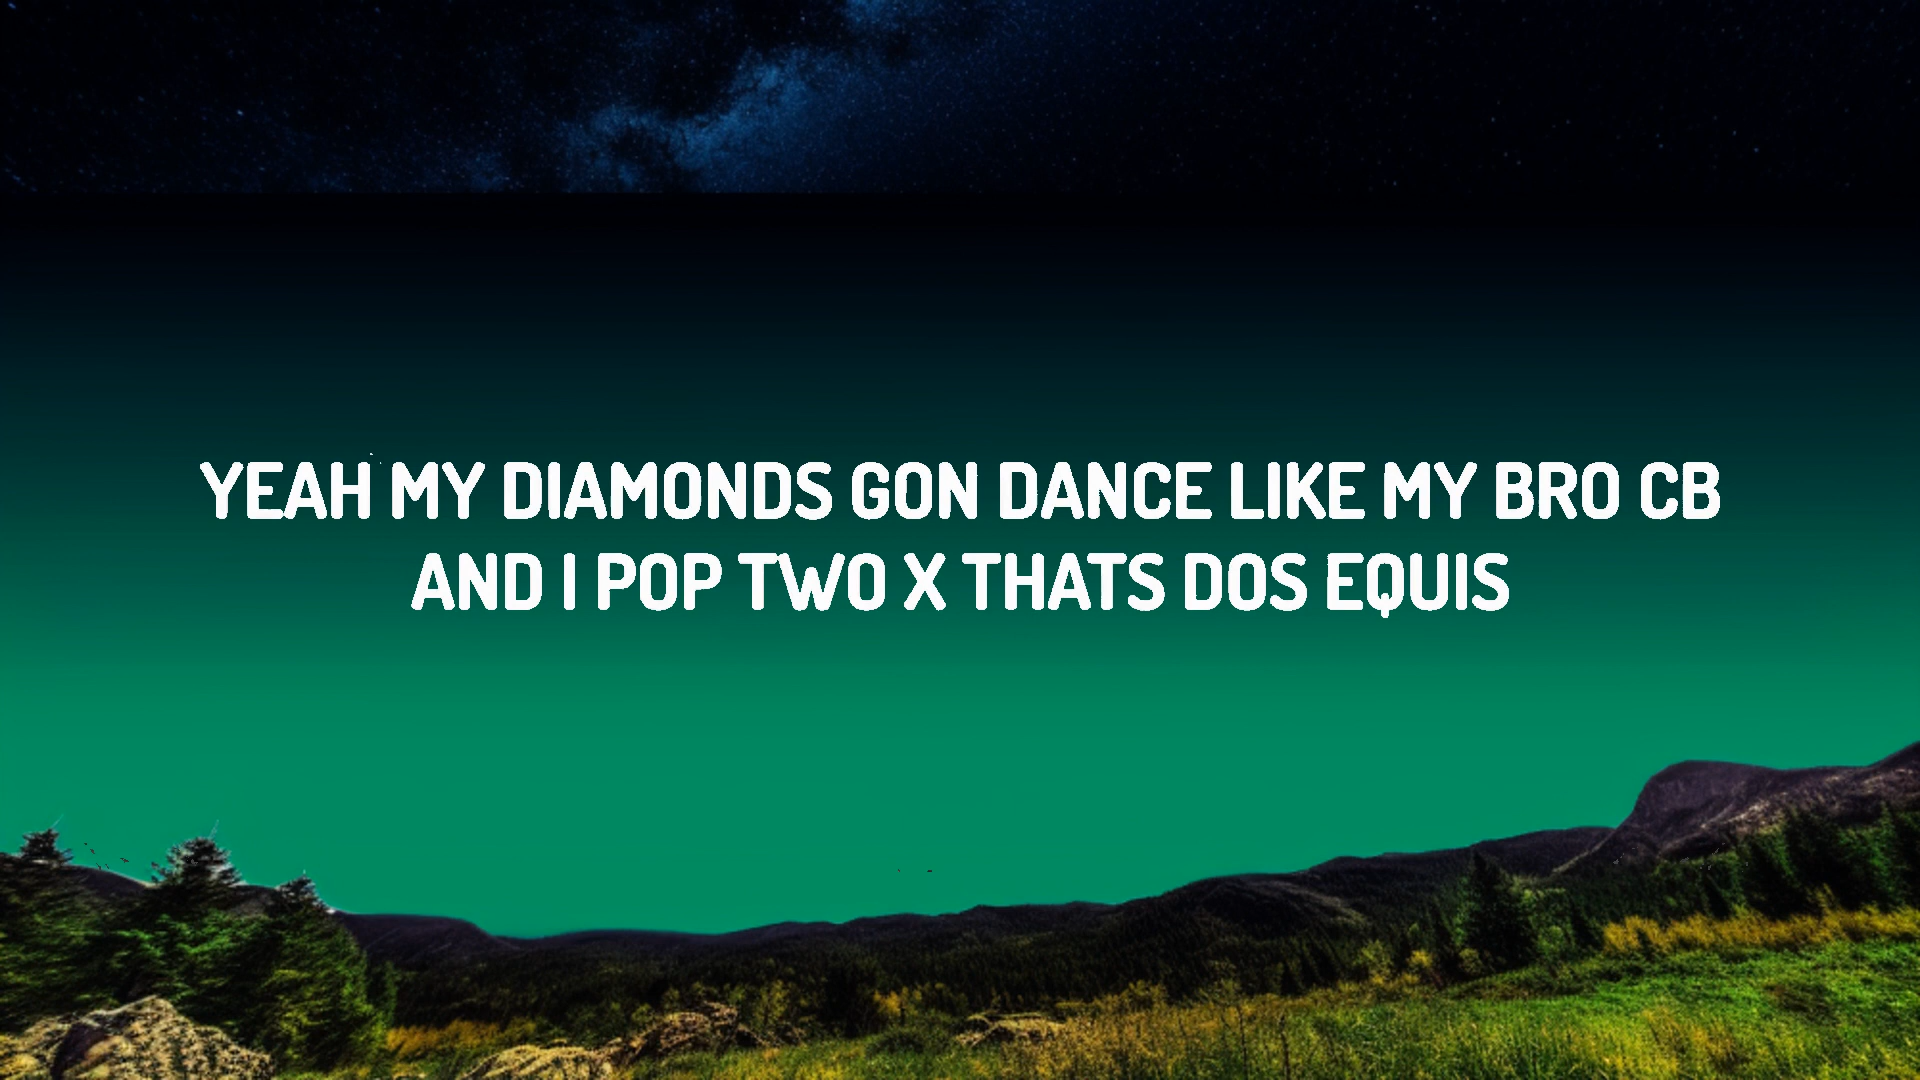 YEAH MY DIAMONDS GON DANCE LIKE MY BRO CB
AND I POP TWO X THATS DOS EQUIS